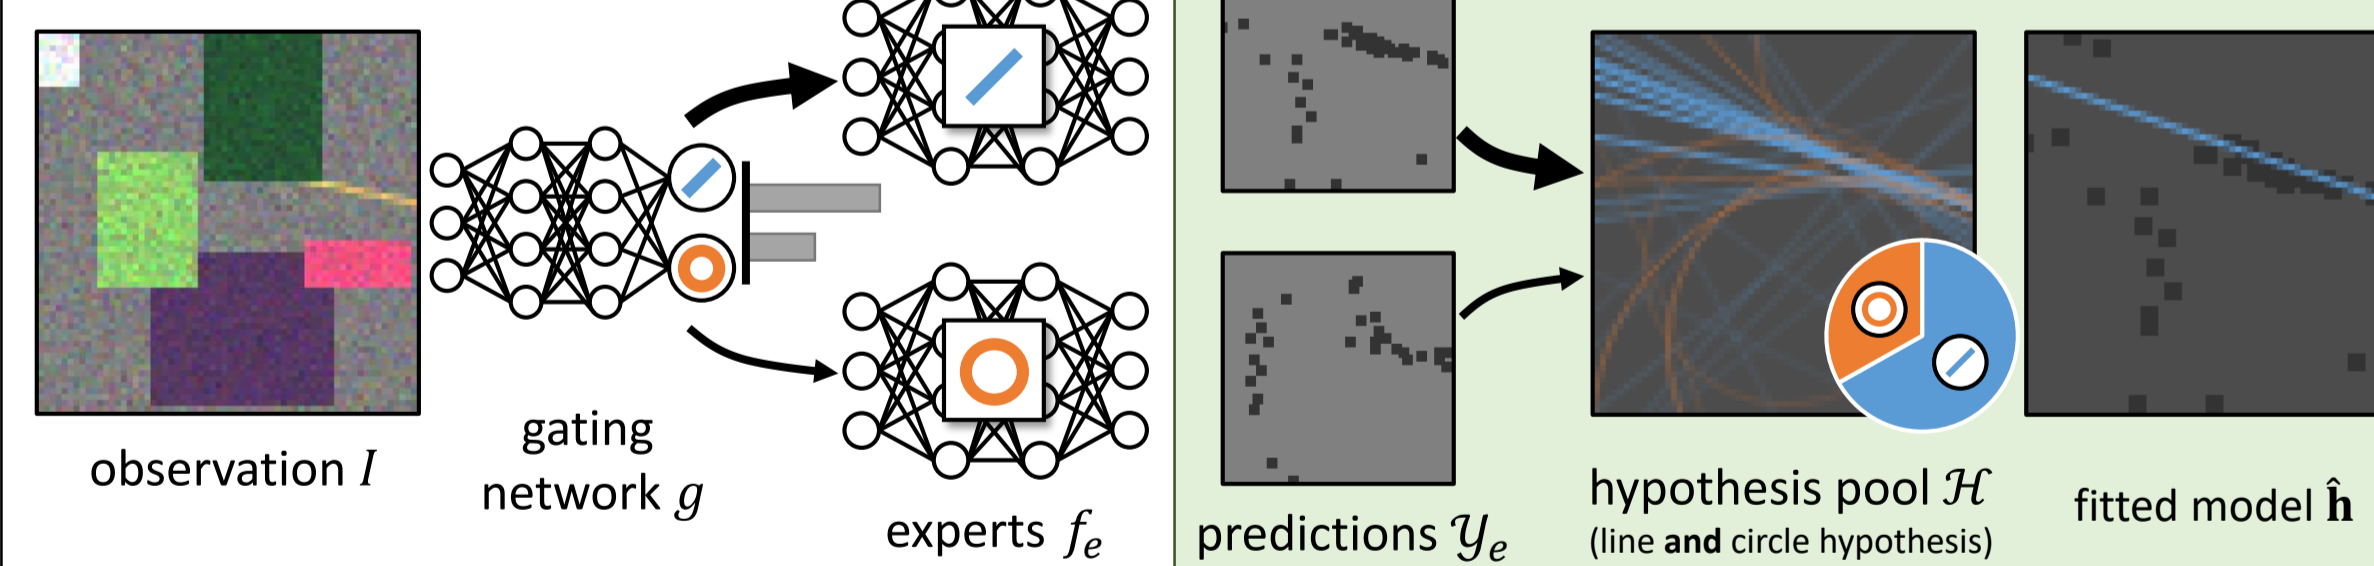 observation I
gating
network g
experts fₑ
predictions 𝒴ₑ
hypothesis pool ℋ
(line and circle hypothesis)
fitted model ĥ